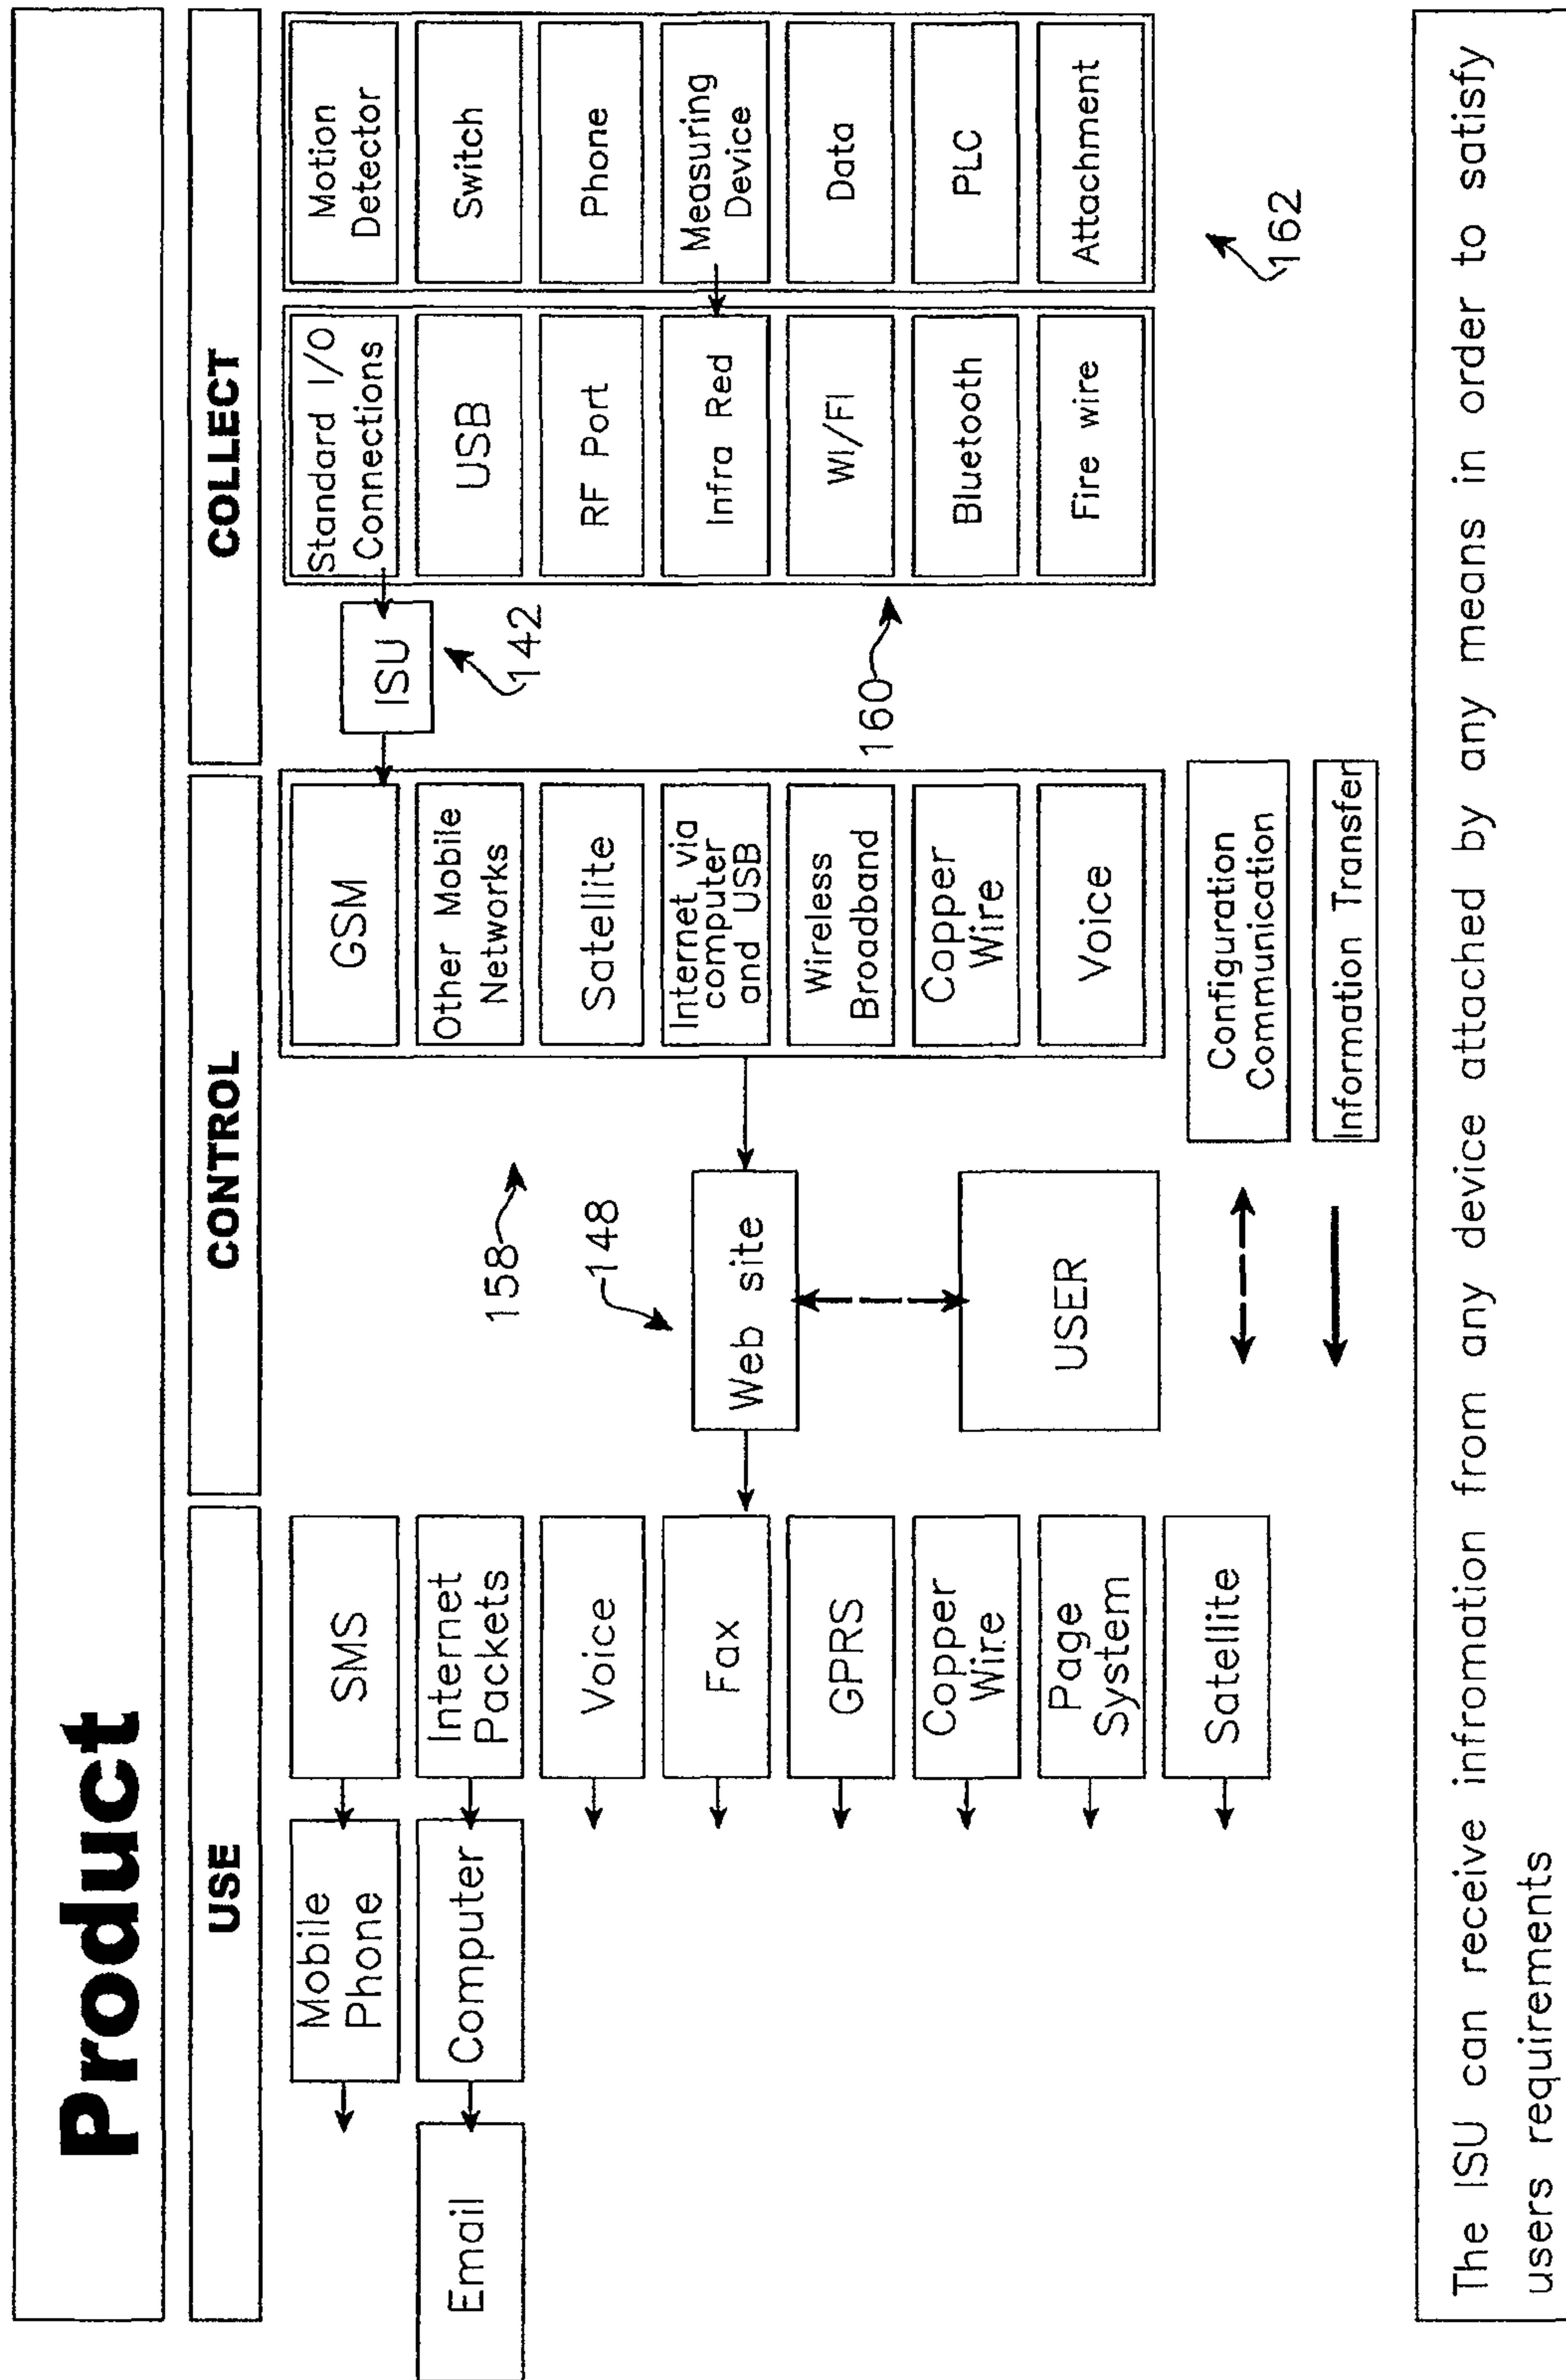 Product
USE
CONTROL
COLLECT
Email
Mobile
Phone
Computer
SMS
Internet
Packets
Voice
Fax
GPRS
Copper
Wire
Page
System
Satellite
158
148
Web site
USER
GSM
Other Mobile
Networks
Satellite
Internet via
computer
and USB
Wireless
Broadband
Copper
Wire
Voice
ISU
142
160
Standard I/O
Connections
USB
RF Port
Infra Red
WI/FI
Bluetooth
Fire wire
Motion
Detector
Switch
Phone
Measuring
Device
Data
PLC
Attachment
162
Configuration
Communication
Information Transfer
The ISU can receive infromation from any device attached by any means in order to satisfy
users requirements